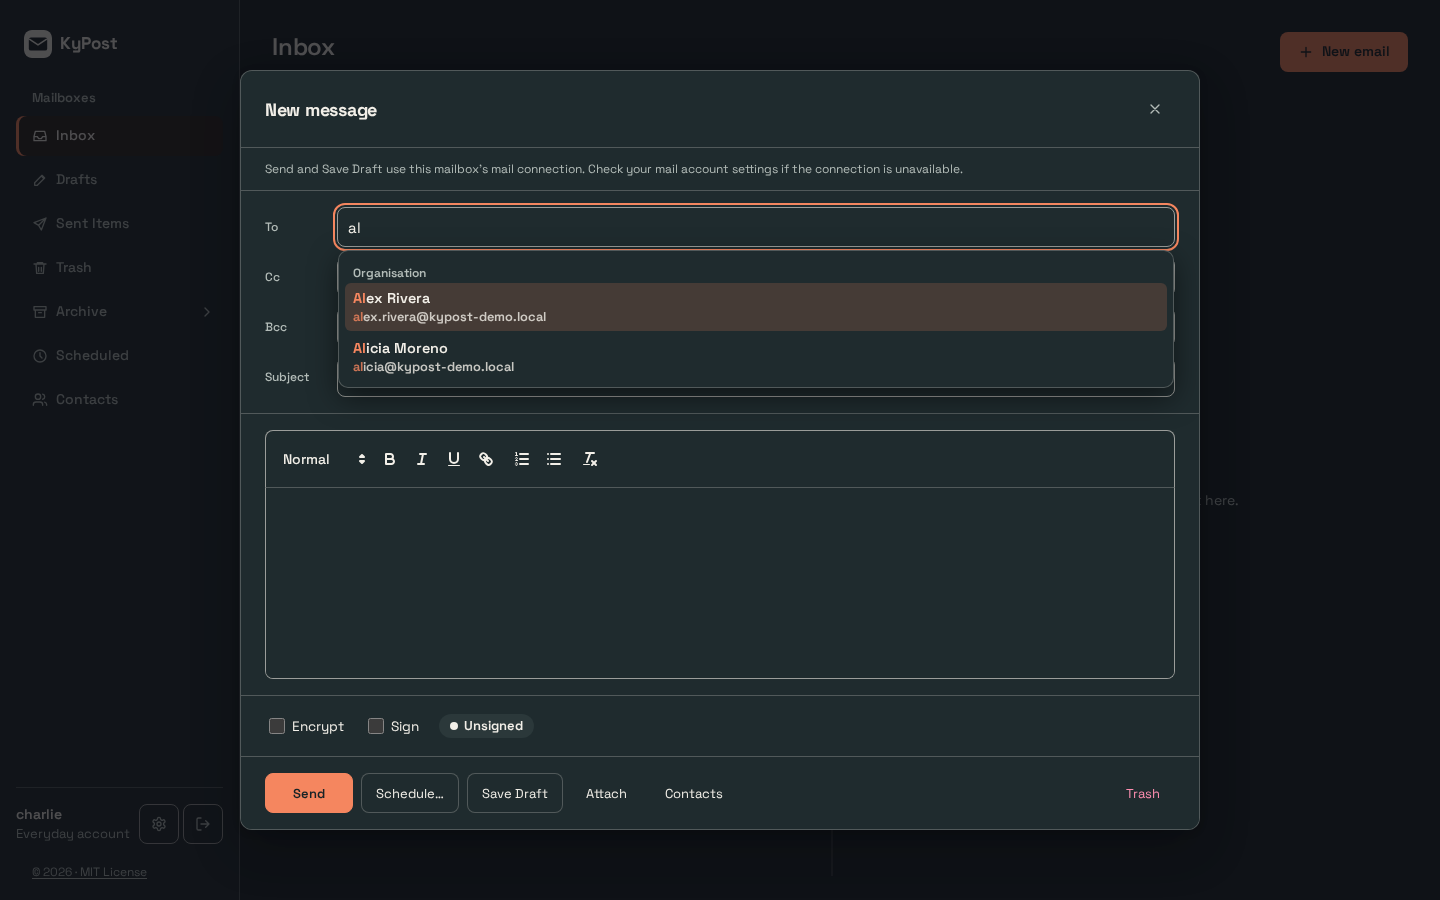 KyPost
Inbox
New email
Mailboxes
Inbox
Drafts
Sent Items
Trash
Archive
Scheduled
Contacts
New message
Send and Save Draft use this mailbox's mail connection. Check your mail account settings if the connection is unavailable.
To
al
Cc
Bcc
Subject
Organisation
Alex Rivera
alex.rivera@kypost-demo.local
Alicia Moreno
alicia@kypost-demo.local
Normal
here.
Encrypt
Sign
Unsigned
Send
Schedule...
Save Draft
Attach
Contacts
Trash
charlie
Everyday account
© 2026 · MIT License